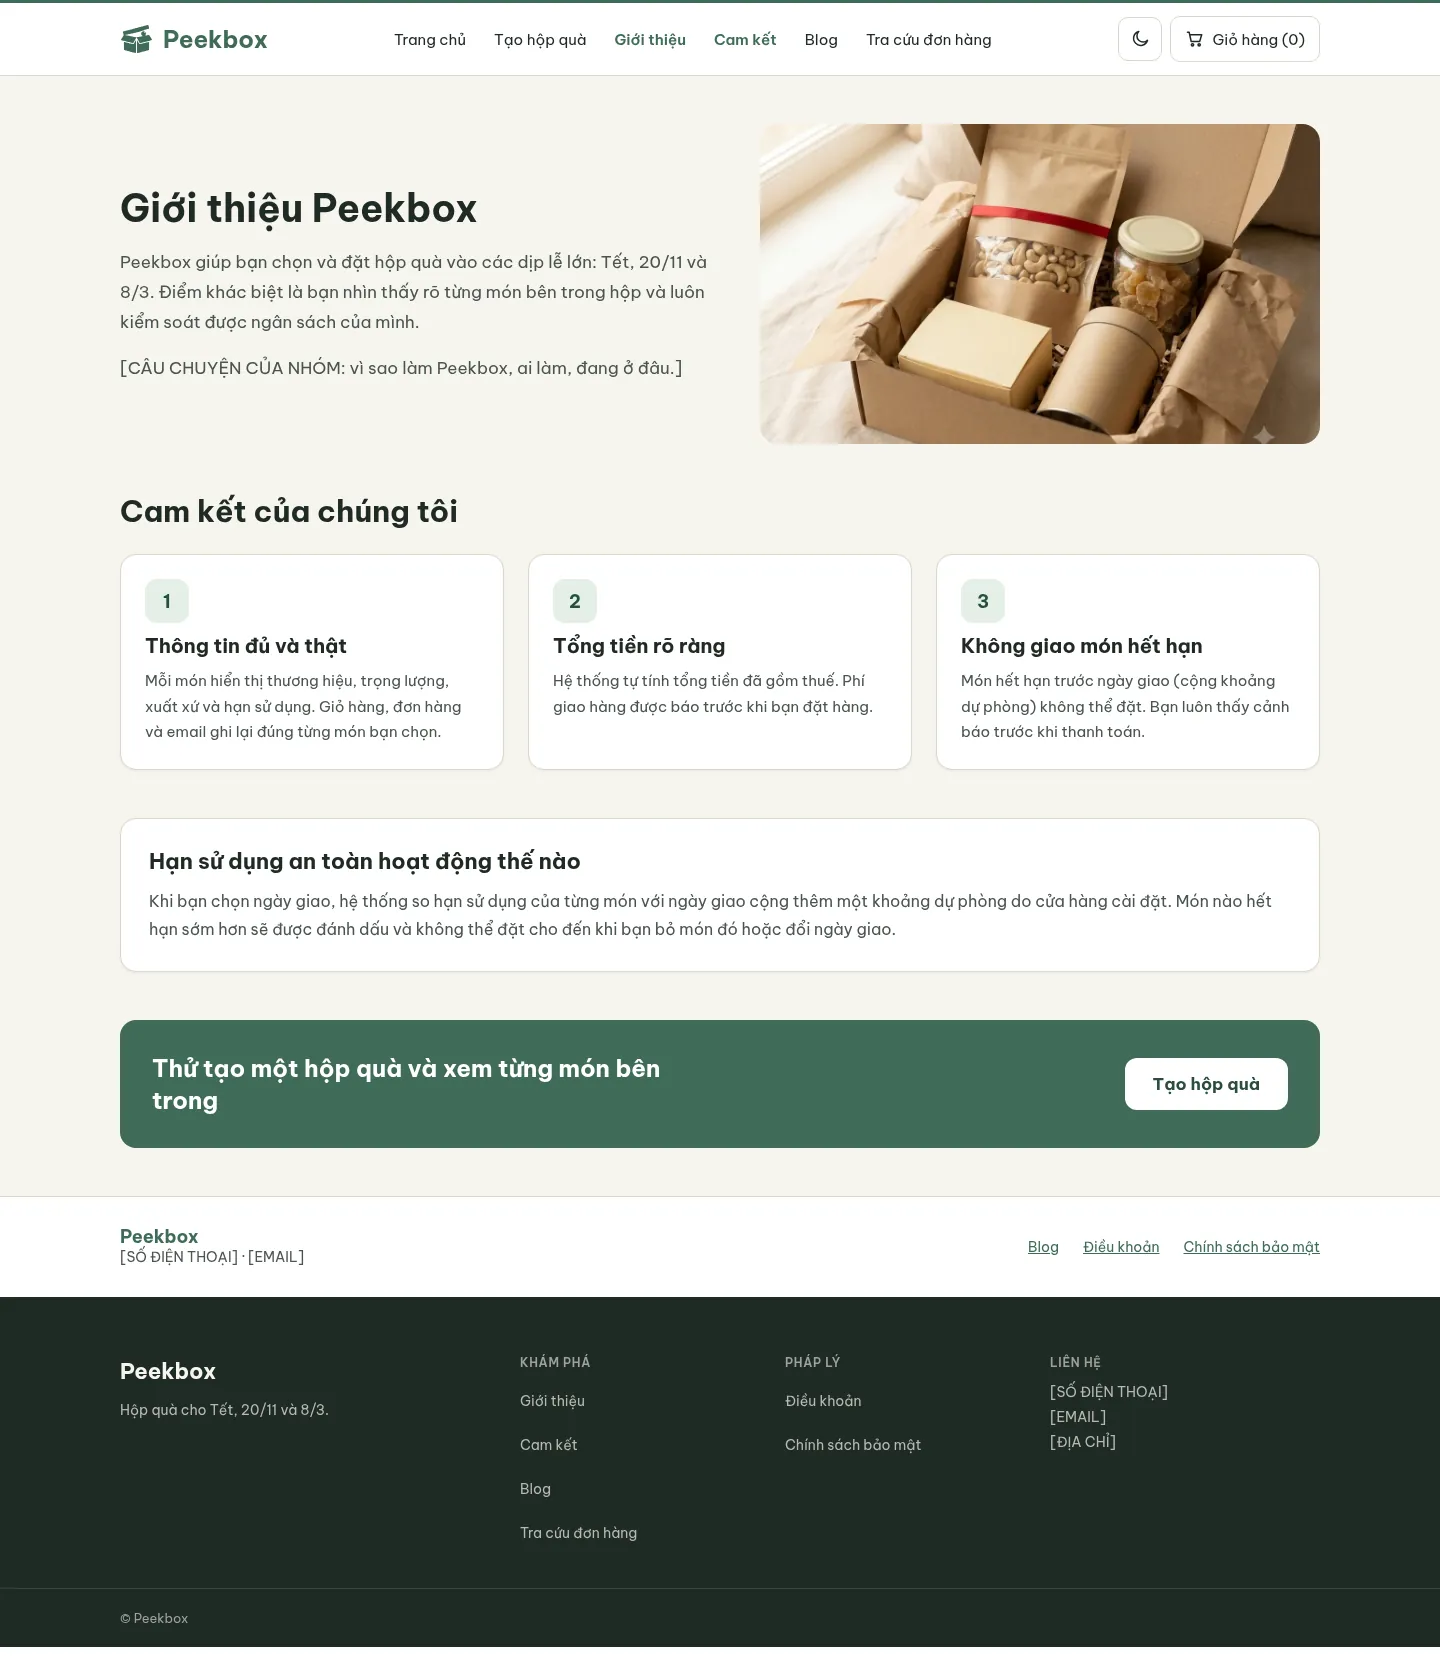 Peekbox
Trang chủ
Tạo hộp quà
Giới thiệu
Cam kết
Blog
Tra cứu đơn hàng
Giỏ hàng (0)
Giới thiệu Peekbox
Peekbox giúp bạn chọn và đặt hộp quà vào các dịp lễ lớn: Tết, 20/11 và
8/3. Điểm khác biệt là bạn nhìn thấy rõ từng món bên trong hộp và luôn
kiểm soát được ngân sách của mình.
[CÂU CHUYỆN CỦA NHÓM: vì sao làm Peekbox, ai làm, đang ở đâu.]
Cam kết của chúng tôi
1
Thông tin đủ và thật
Mỗi món hiển thị thương hiệu, trọng lượng,
xuất xứ và hạn sử dụng. Giỏ hàng, đơn hàng
và email ghi lại đúng từng món bạn chọn.
2
Tổng tiền rõ ràng
Hệ thống tự tính tổng tiền đã gồm thuế. Phí
giao hàng được báo trước khi bạn đặt hàng.
3
Không giao món hết hạn
Món hết hạn trước ngày giao (cộng khoảng
dự phòng) không thể đặt. Bạn luôn thấy cảnh
báo trước khi thanh toán.
Hạn sử dụng an toàn hoạt động thế nào
Khi bạn chọn ngày giao, hệ thống so hạn sử dụng của từng món với ngày giao cộng thêm một khoảng dự phòng do cửa hàng cài đặt. Món nào hết
hạn sớm hơn sẽ được đánh dấu và không thể đặt cho đến khi bạn bỏ món đó hoặc đổi ngày giao.
Thử tạo một hộp quà và xem từng món bên
trong
Tạo hộp quà
Peekbox
[SỐ ĐIỆN THOẠI] · [EMAIL]
Blog
Điều khoản
Chính sách bảo mật
Peekbox
Hộp quà cho Tết, 20/11 và 8/3.
KHÁM PHÁ
Giới thiệu
Cam kết
Blog
Tra cứu đơn hàng
PHÁP LÝ
Điều khoản
Chính sách bảo mật
LIÊN HỆ
[SỐ ĐIỆN THOẠI]
[EMAIL]
[ĐỊA CHỈ]
© Peekbox